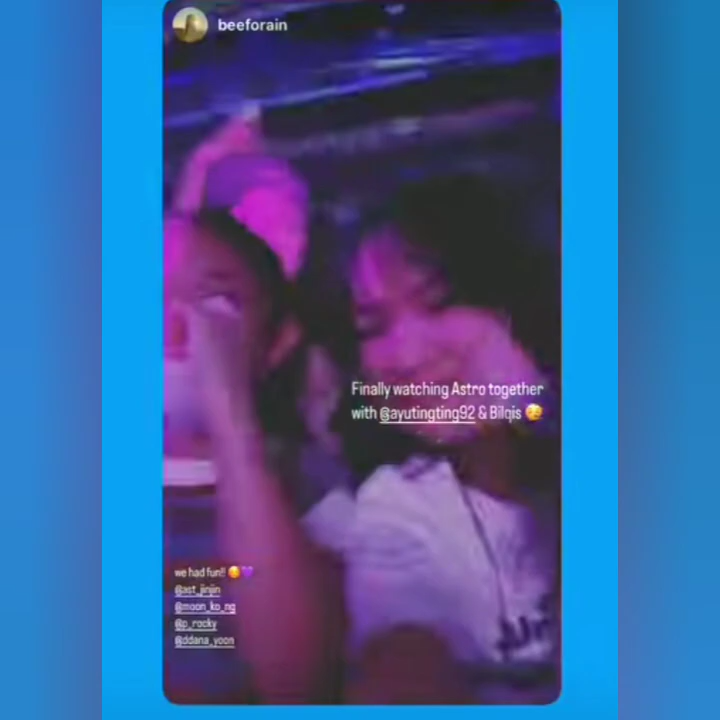 beeforain
Finally watching Astro together
with @ayutingting92 & Bilqis 🥳
we had fun!! 🥰💜
@ast_jinjin
@moon_ko_ng
@p_rocky
@ddana_yoon